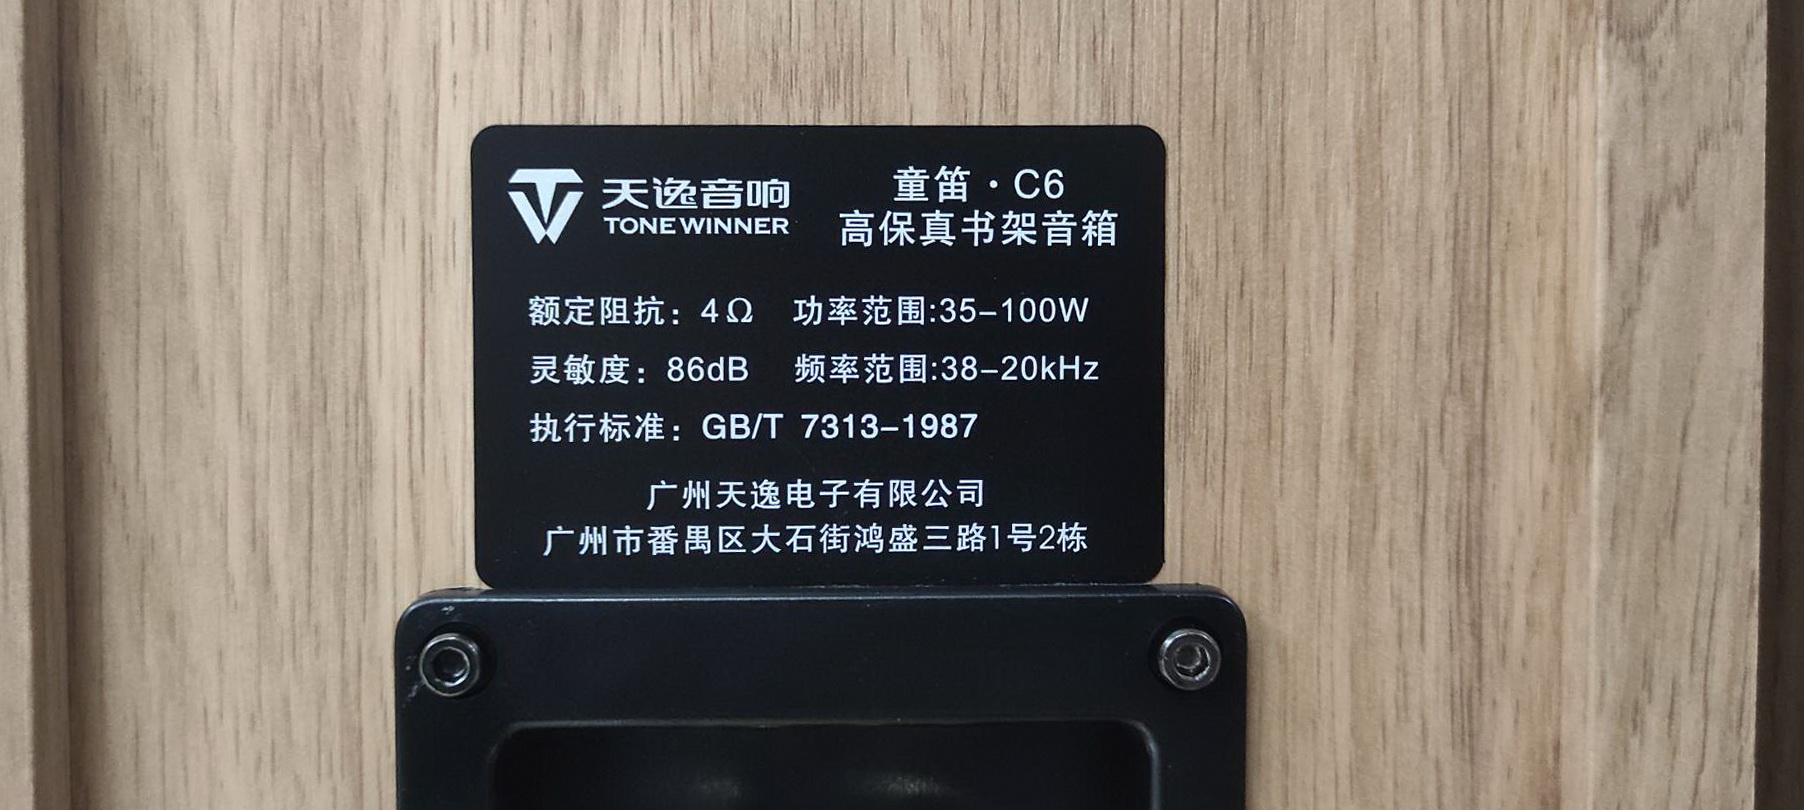 天逸音响
TONEWINNER
童笛·C6
高保真书架音箱
额定阻抗：4Ω 功率范围:35-100W
灵敏度：86dB 频率范围:38-20kHz
执行标准：GB/T 7313-1987
广州天逸电子有限公司
广州市番禺区大石街鸿盛三路1号2栋